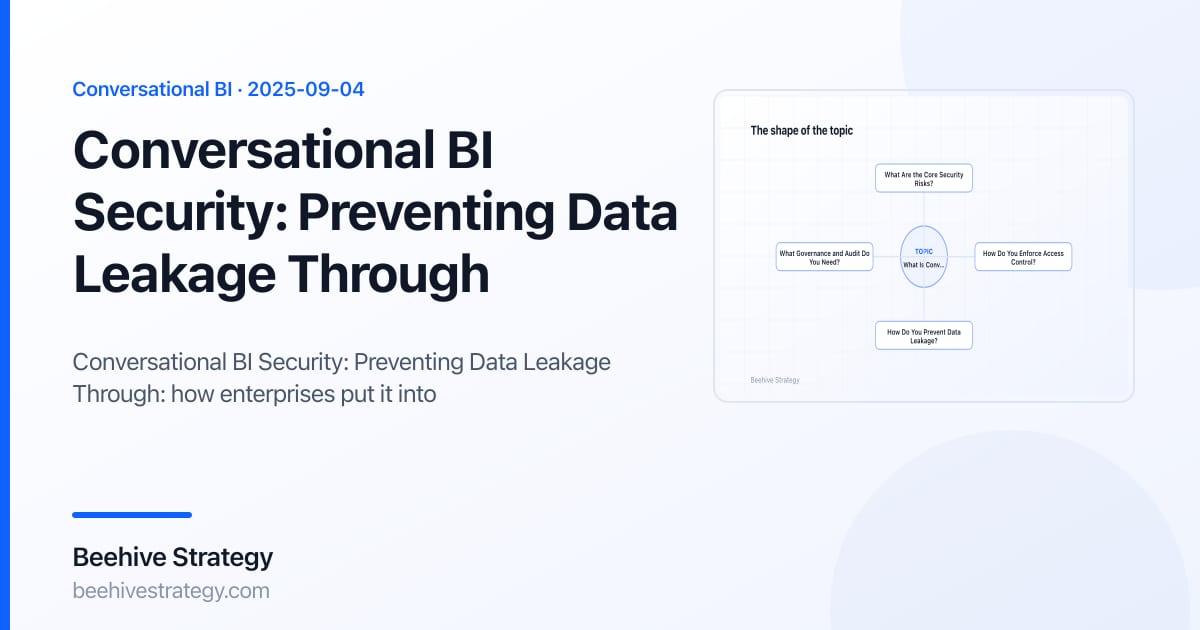 Conversational BI · 2025-09-04
Conversational BI
Security: Preventing Data
Leakage Through
Conversational BI Security: Preventing Data Leakage
Through: how enterprises put it into
Beehive Strategy
beehivestrategy.com
The shape of the topic
What Are the Core Security
Risks?
What Governance and Audit Do
You Need?
TOPIC
What Is Conv...
How Do You Enforce Access
Control?
How Do You Prevent Data
Leakage?
Beehive Strategy